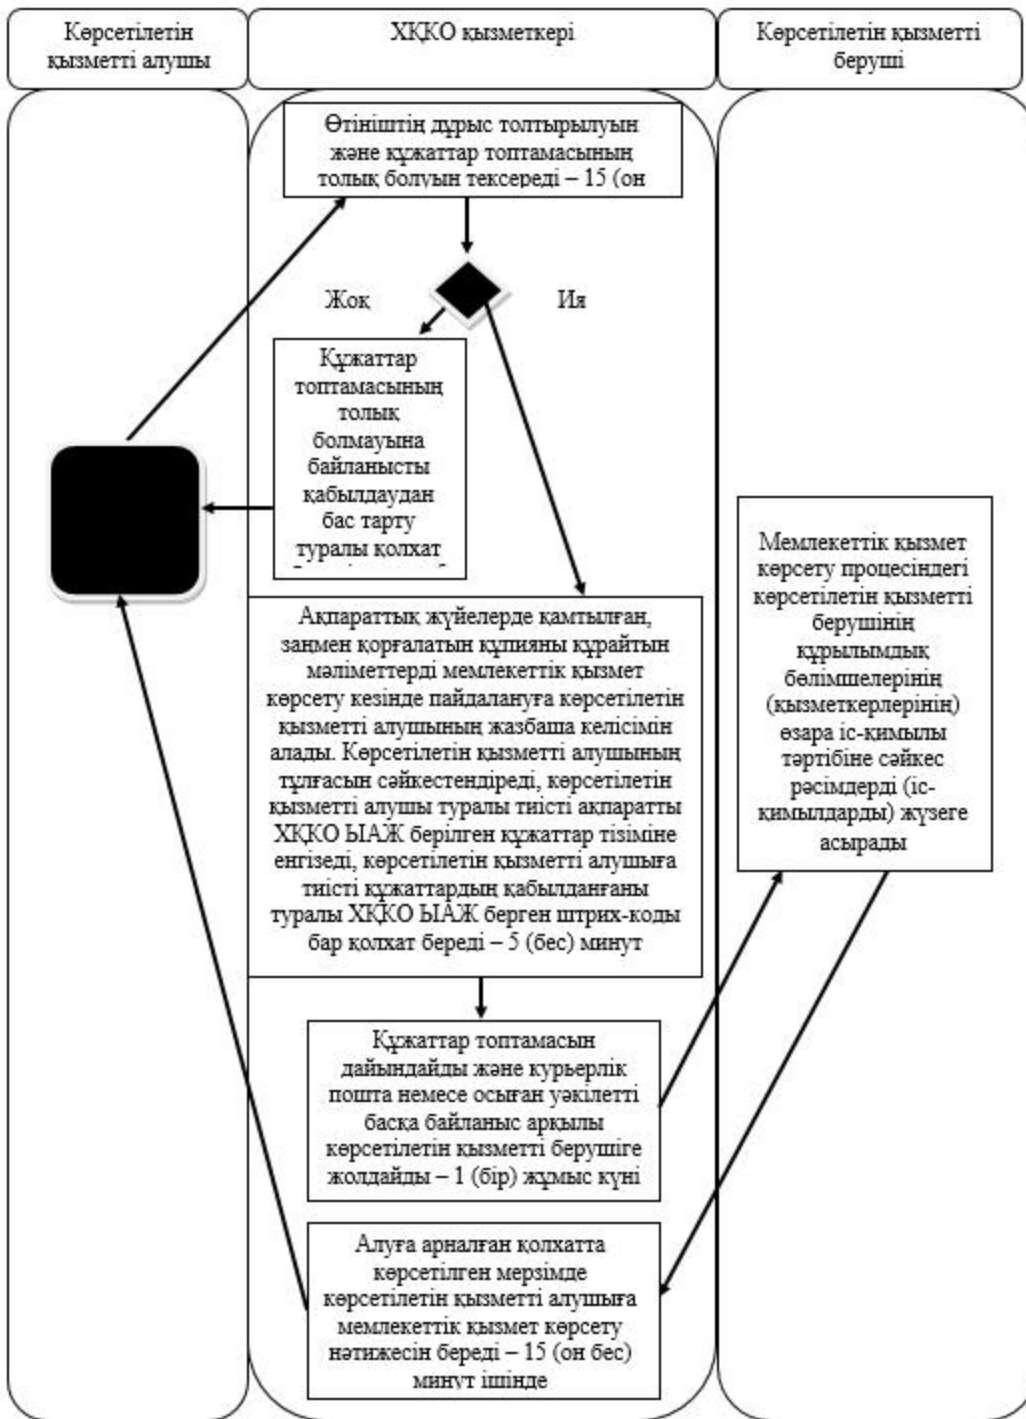 Көрсетілетін
қызметті алушы
ХҚКО қызметкері
Көрсетілетін қызметті
беруші
Өтініштің дұрыс толтырылуын
және құжаттар топтамасының
толық болуын тексереді – 15 (он
Жоқ
Ия
Құжаттар
топтамасының
толық
болмауына
байланысты
қабылдаудан
бас тарту
туралы қолхат
Мемлекеттік қызмет
көрсету процесіндегі
көрсетілетін қызметті
берушінің
құрылымдық
бөлімшелерінің
(қызметкерлерінің)
өзара іс-қимылы
тәртібіне сәйкес
рәсімдерді (іс-
қимылдарды) жүзеге
асырады
Ақпараттық жүйелерде қамтылған,
заңмен қорғалатын құпияны құрайтын
мәліметтерді мемлекеттік қызмет
көрсету кезінде пайдалануға көрсетілетін
қызметті алушының жазбаша келісімін
алады. Көрсетілетін қызметті алушының
тұлғасын сәйкестендіреді, көрсетілетін
қызметті алушы туралы тиісті ақпаратты
ХҚКО ЫАЖ берілген құжаттар тізіміне
енгізеді, көрсетілетін қызметті алушыға
тиісті құжаттардың қабылданғаны
туралы ХҚКО ЫАЖ берген штрих-коды
бар қолхат береді – 5 (бес) минут
Құжаттар топтамасын
дайындайды және курьерлік
пошта немесе осыған уәкілетті
басқа байланыс арқылы
көрсетілетін қызметті берушіге
жолдайды – 1 (бір) жұмыс күні
Алуға арналған қолхатта
көрсетілген мерзімде
көрсетілетін қызметті алушыға
мемлекеттік қызмет көрсету
нәтижесін береді – 15 (он бес)
минут ішінде